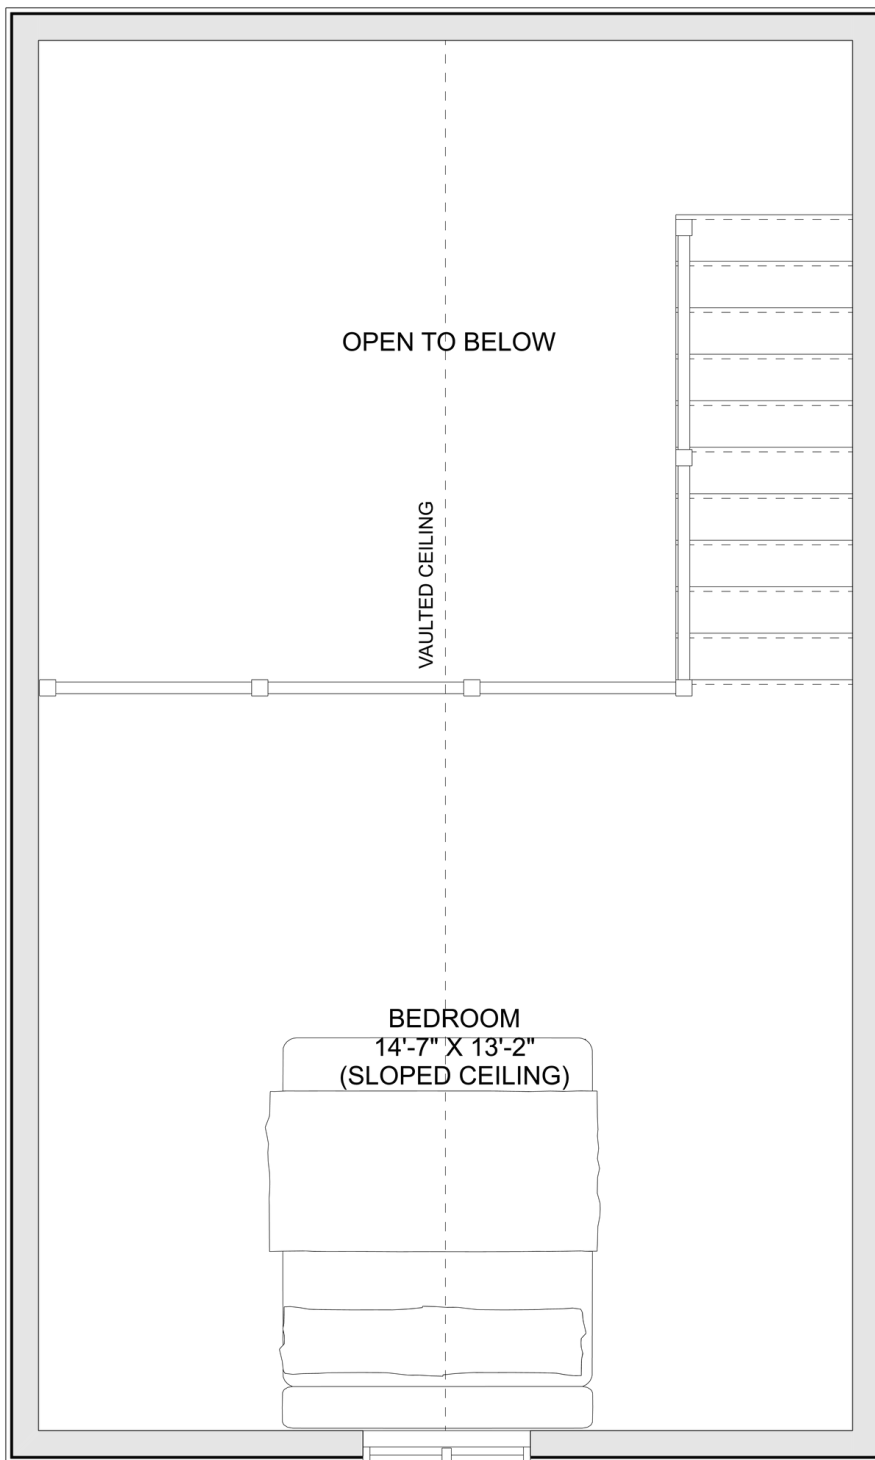 OPEN TO BELOW
VAULTED CEILING
BEDROOM
14'-7" X 13'-2"
(SLOPED CEILING)